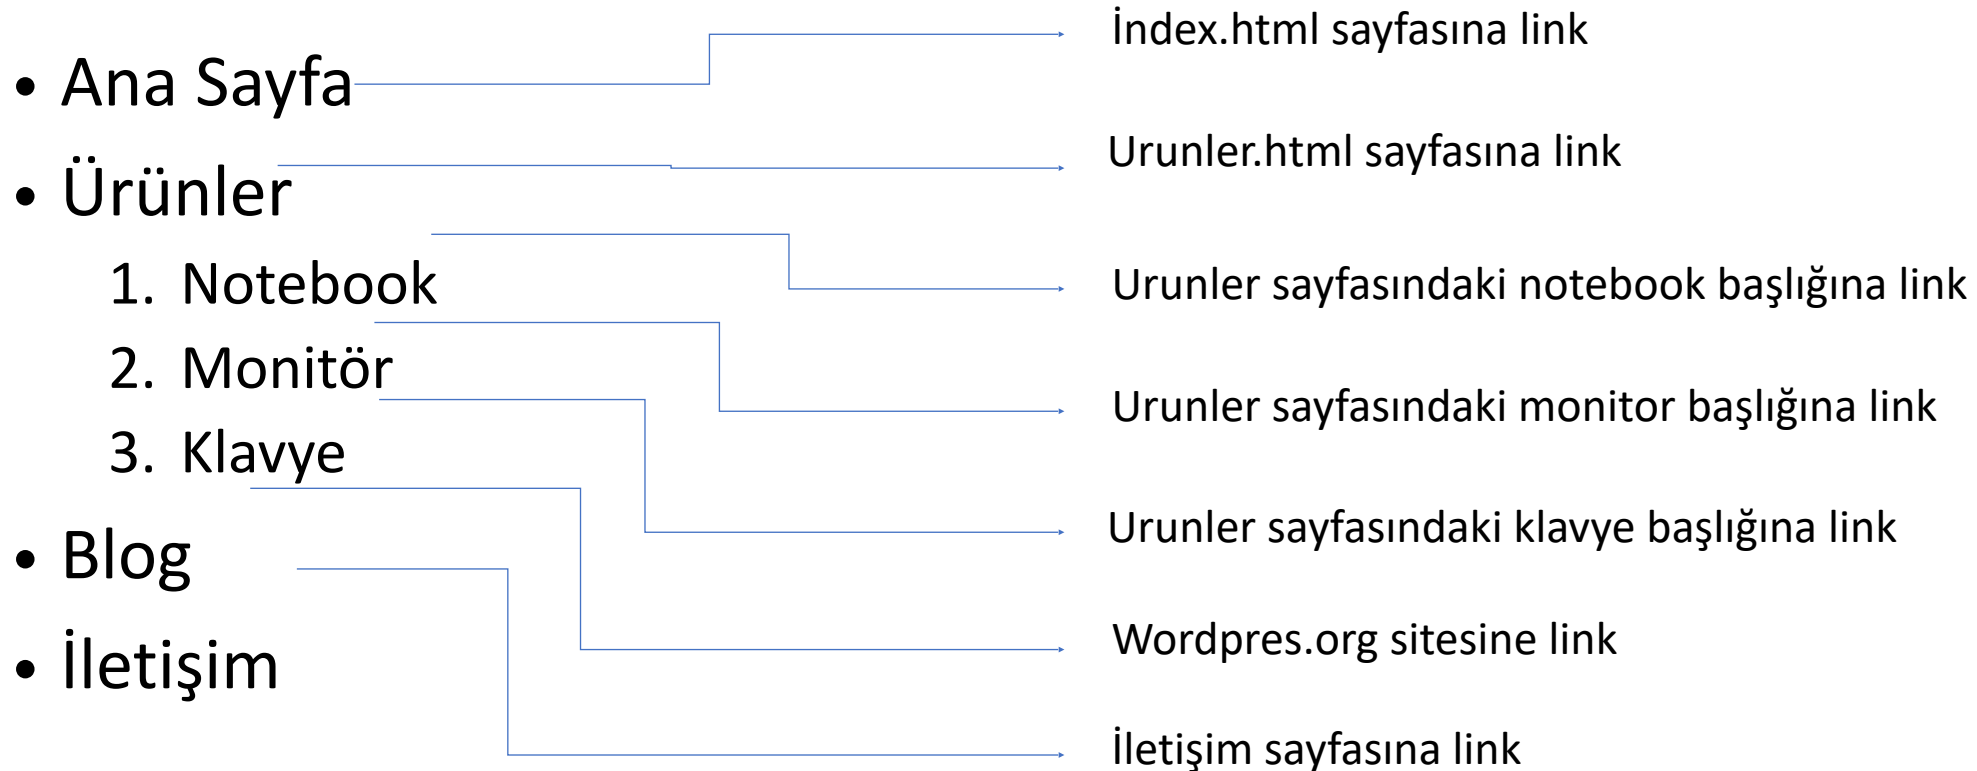 • Ana Sayfa
• Ürünler
1. Notebook
2. Monitör
3. Klavye
• Blog
• İletişim
İndex.html sayfasına link
Urunler.html sayfasına link
Urunler sayfasındaki notebook başlığına link
Urunler sayfasındaki monitor başlığına link
Urunler sayfasındaki klavye başlığına link
Wordpres.org sitesine link
İletişim sayfasına link